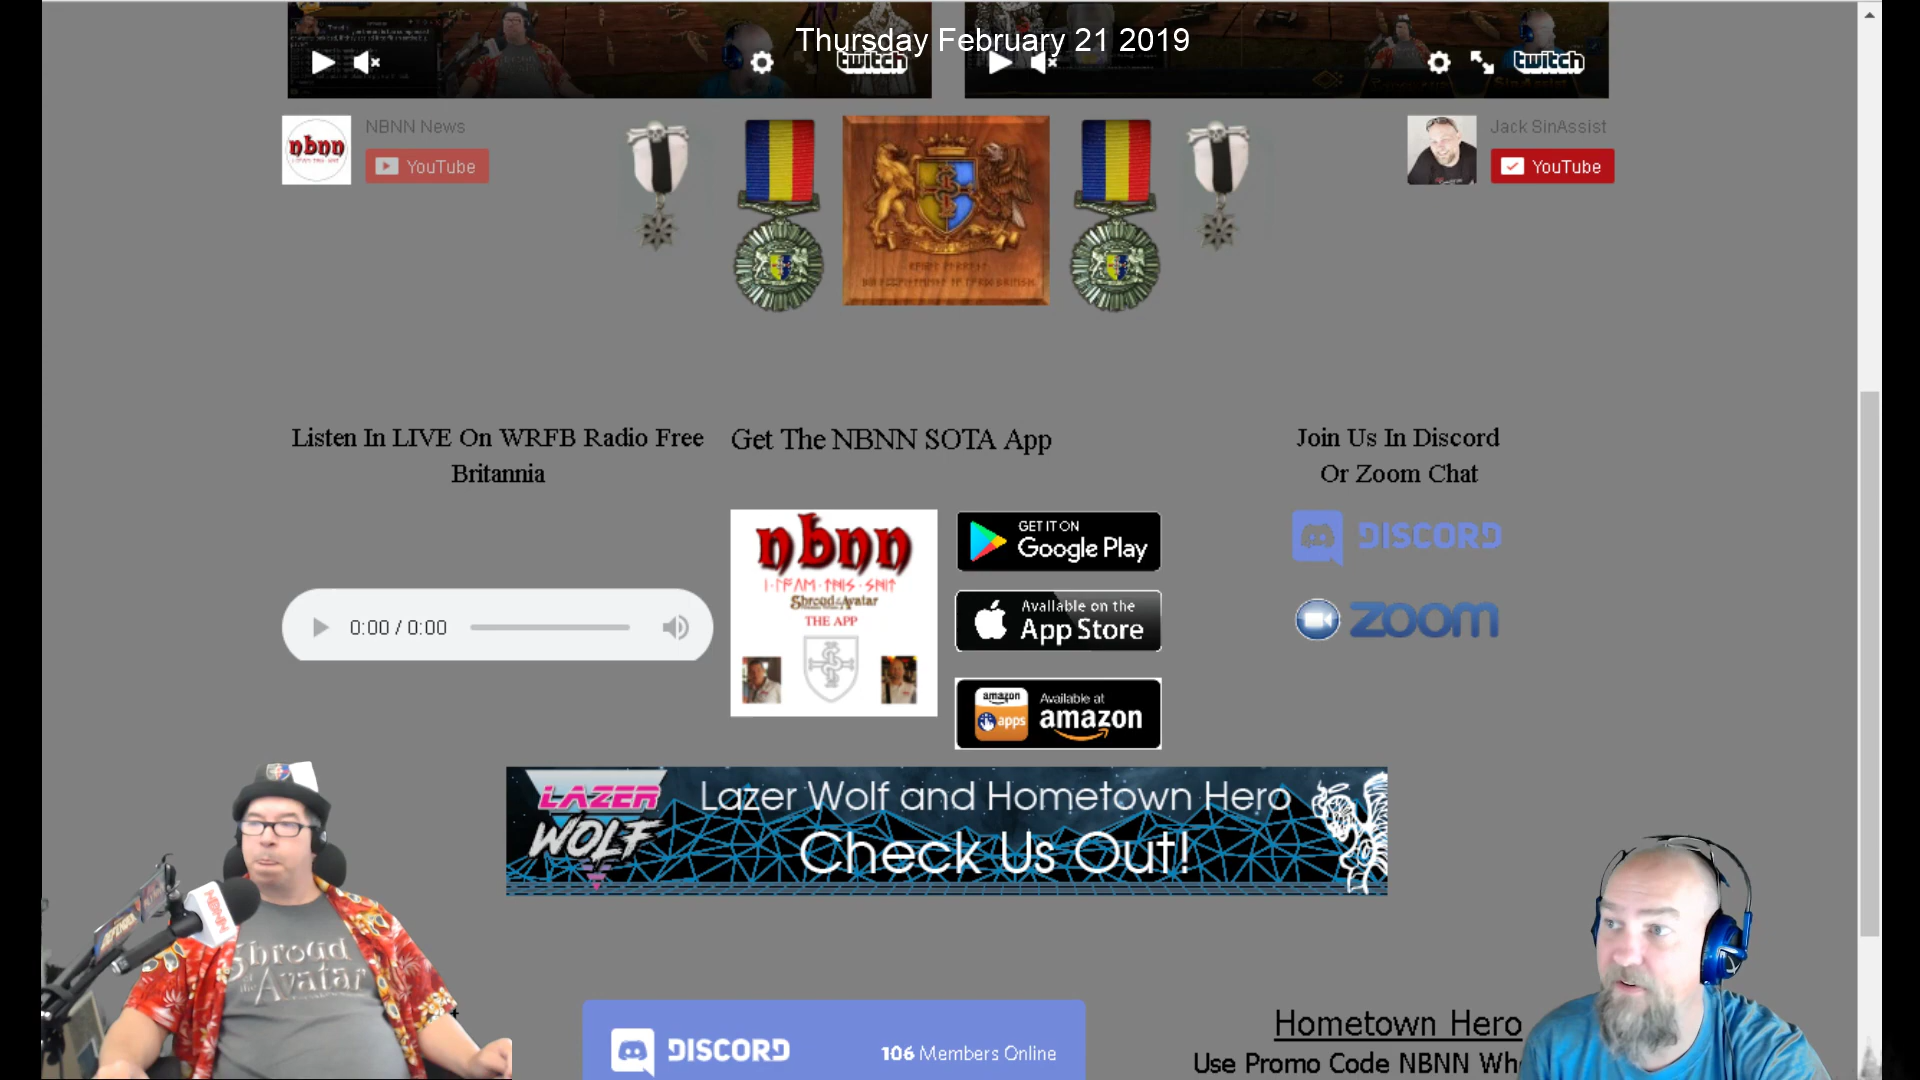 Thursday February 21 2019
twitch
twitch
nbnn
NBNN News
YouTube
Jack SinAssist
YouTube
Listen In LIVE On WRFB Radio Free
Britannia
Get The NBNN SOTA App
Join Us In Discord
Or Zoom Chat
nbnn
Shroud of the Avatar
THE APP
GET IT ON
Google Play
Available on the
App Store
amazon
apps
Available at
amazon
DISCORD
zoom
0:00 / 0:00
LAZER
WOLF
Lazer Wolf and Hometown Hero
Check Us Out!
NBNN
Shroud
of the
Avatar
DISCORD
106 Members Online
Hometown Hero
Use Promo Code NBNN